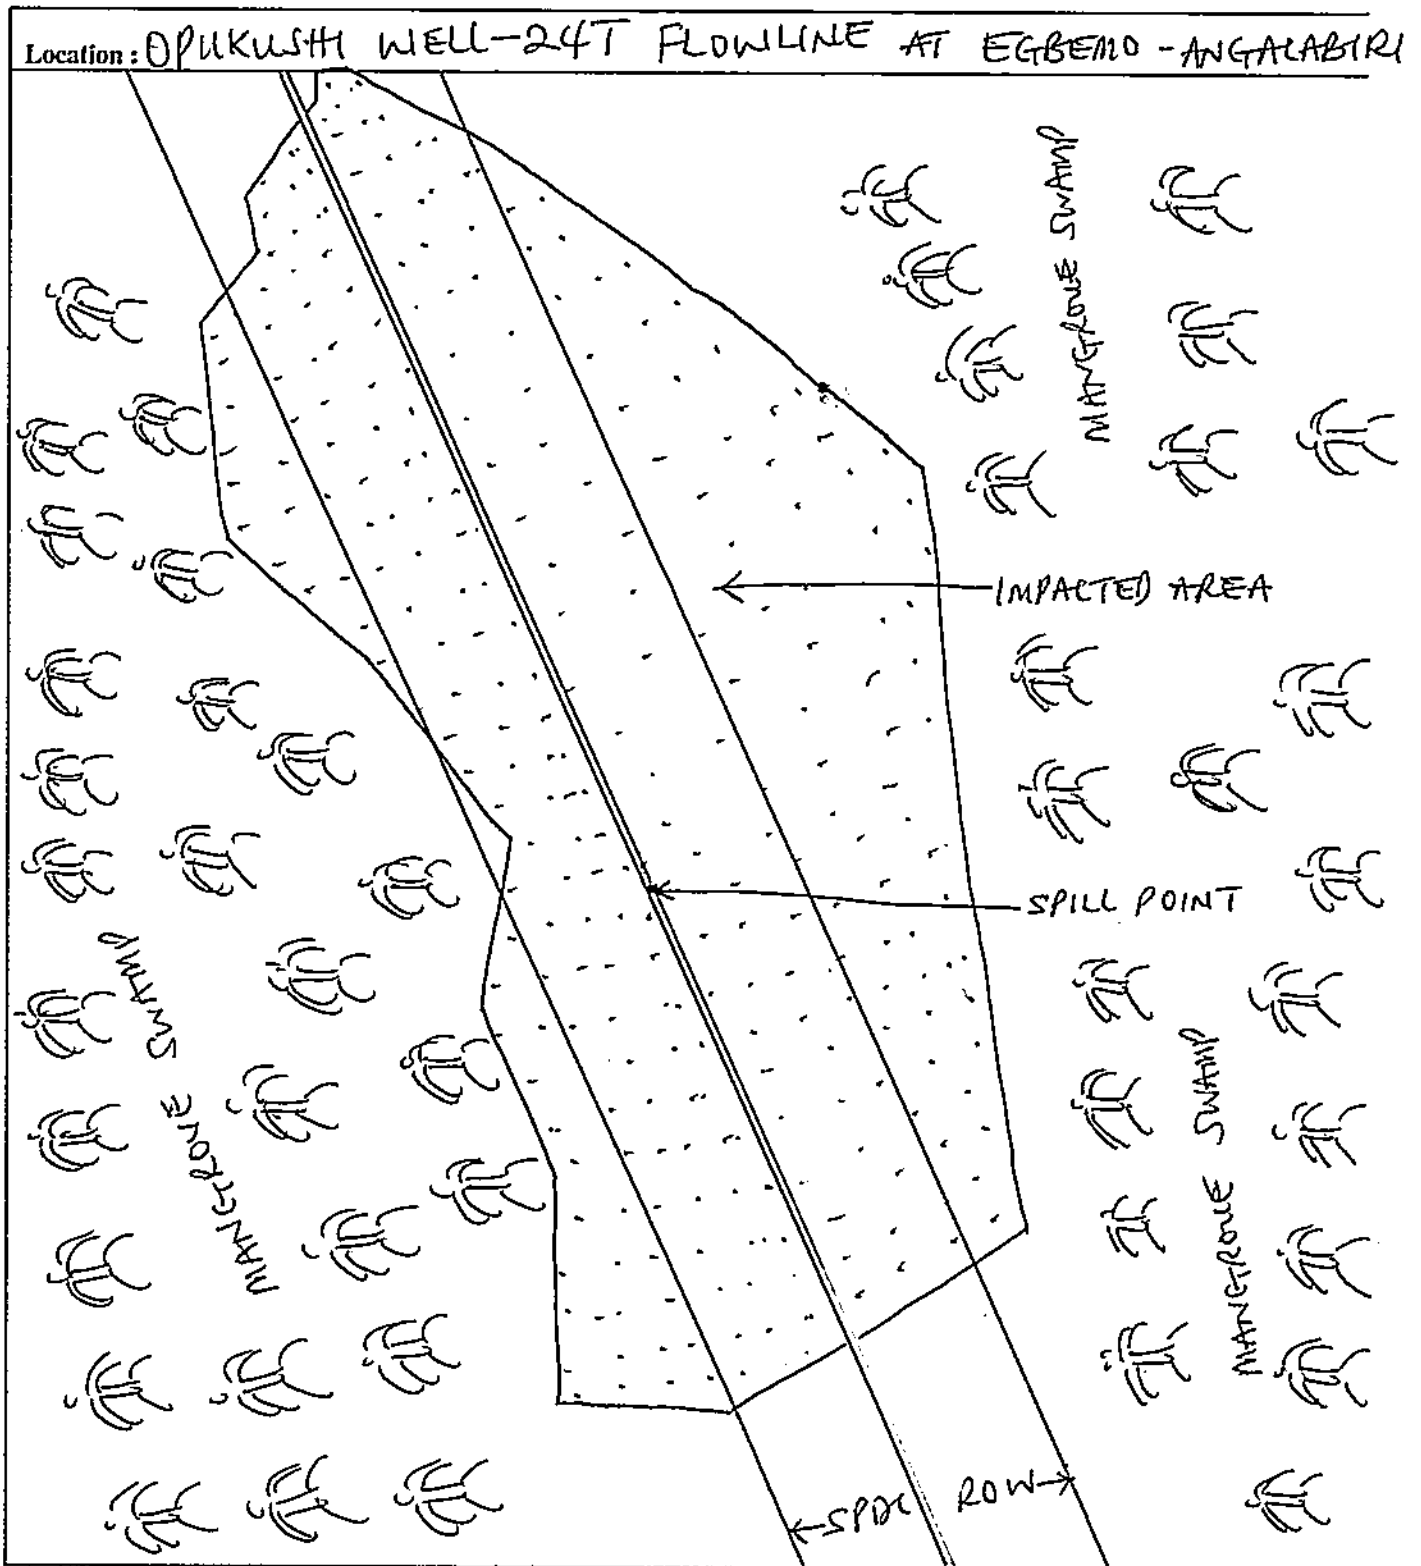 Location: OPUKUSHI WELL-24T FLOWLINE AT EGBEMO-ANGALABIRI
MANGROVE SWAMP
IMPACTED AREA
SPILL POINT
MANGROVE SWAMP
MANGROVE SWAMP
SPDC ROW